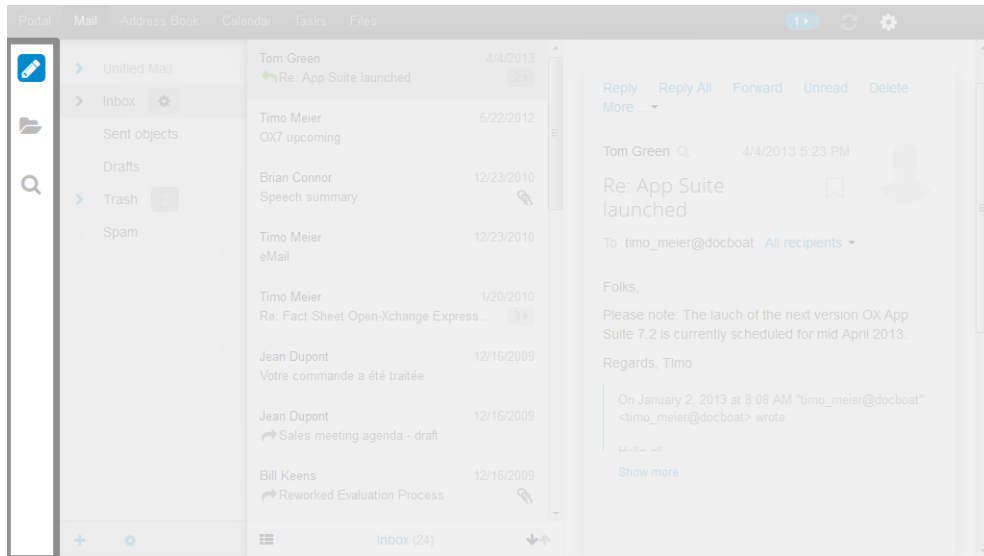 Portal Mail Address Book Calendar Tasks Files 1
Unified Mail
Inbox
Sent objects
Drafts
Trash 2
Spam
Tom Green 4/4/2013
Re: App Suite launched 2
Timo Meier 5/22/2012
OX7 upcoming
Brian Connor 12/23/2010
Speech summary
Timo Meier 12/23/2010
eMail
Timo Meier 1/20/2010
Re: Fact Sheet Open-Xchange Express... 3
Jean Dupont 12/16/2009
Votre commande a été traitée
Jean Dupont 12/16/2009
Sales meeting agenda - draft
Bill Keens 12/16/2009
Reworked Evaluation Process
Inbox (24)
Reply Reply All Forward Unread Delete
More ...
Tom Green 4/4/2013 5:23 PM
Re: App Suite
launched
To timo_meier@docboat All recipients
Folks,
Please note: The lauch of the next version OX App
Suite 7.2 is currently scheduled for mid April 2013.
Regards, TImo
On January 2, 2013 at 8:08 AM "timo_meier@docboat"
<timo_meier@docboat> wrote:
Hello all
Show more